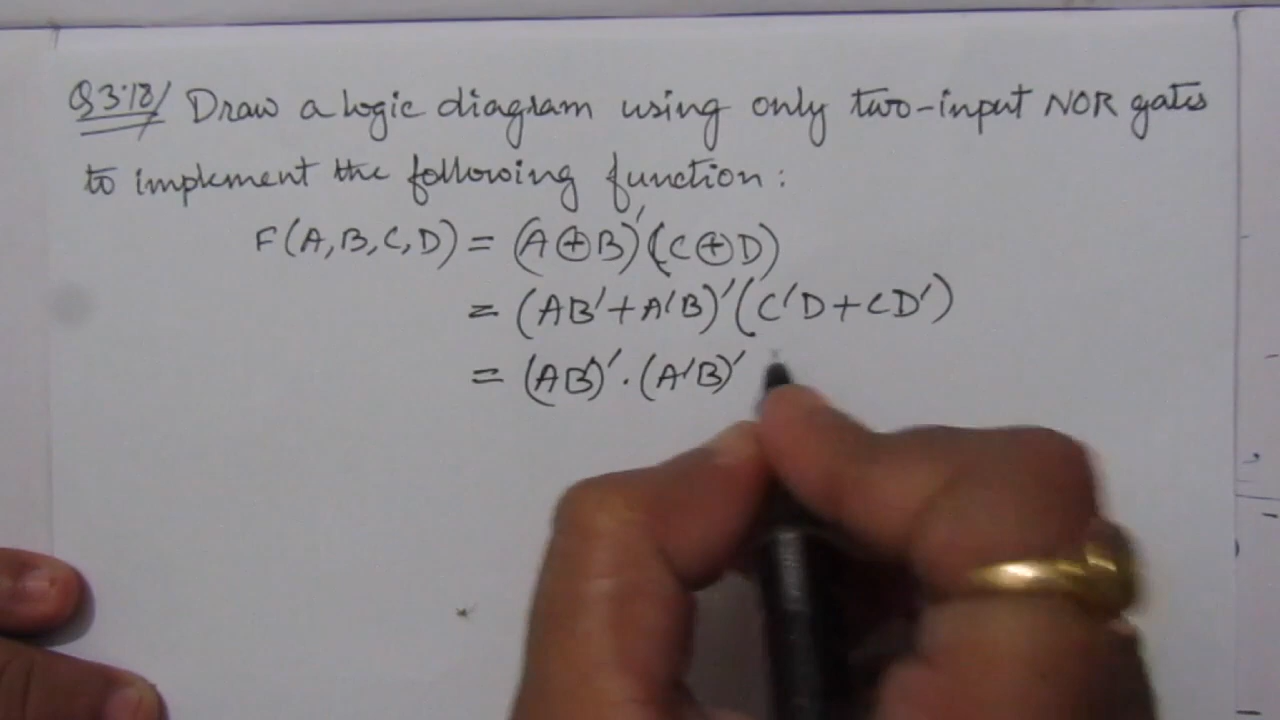 Q3.18/ Draw a logic diagram using only two-input NOR gates
to implement the following function:
F(A,B,C,D) = (A⊕B)'(C⊕D)
= (AB'+A'B)'(C'D+CD')
= (AB')'.(A'B)'